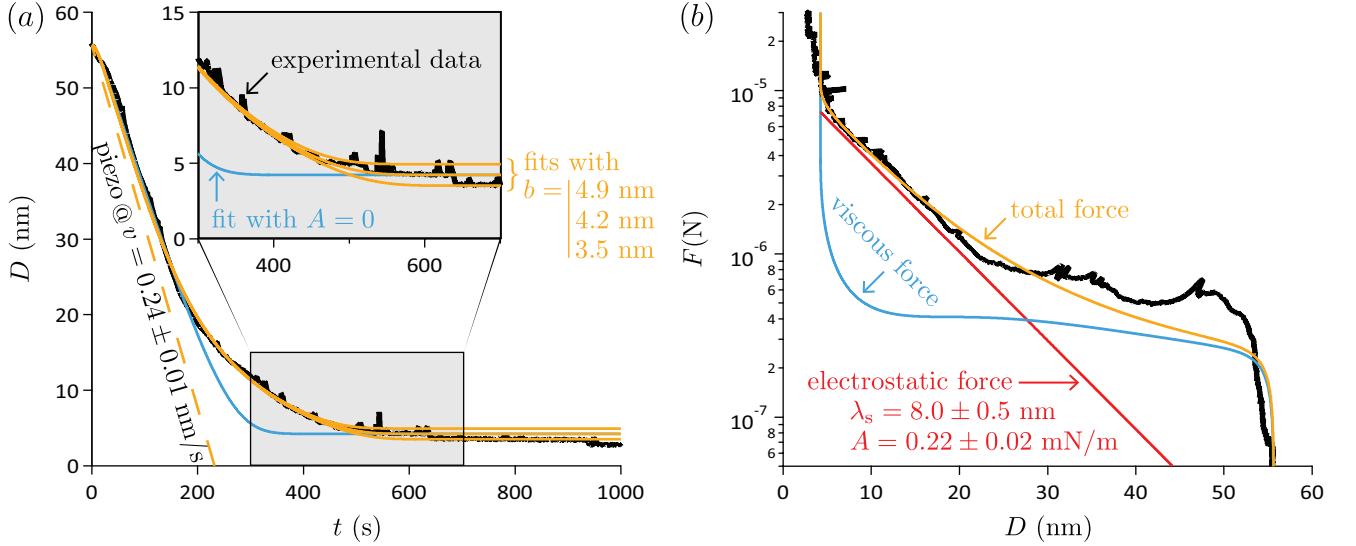 (a)
60
50
40
30
20
10
0
D (nm)
0
200
400
600
800
1000
t (s)
piezo @ v = 0.24 ± 0.01 nm/s
15
10
5
0
400
600
experimental data
fit with A = 0
fits with
b = 4.9 nm
4.2 nm
3.5 nm
(b)
2
10⁻⁵
8
6
4
2
10⁻⁶
8
6
4
2
10⁻⁷
8
6
F(N)
0
10
20
30
40
50
60
D (nm)
total force
viscous force
electrostatic force
λₛ = 8.0 ± 0.5 nm
A = 0.22 ± 0.02 mN/m